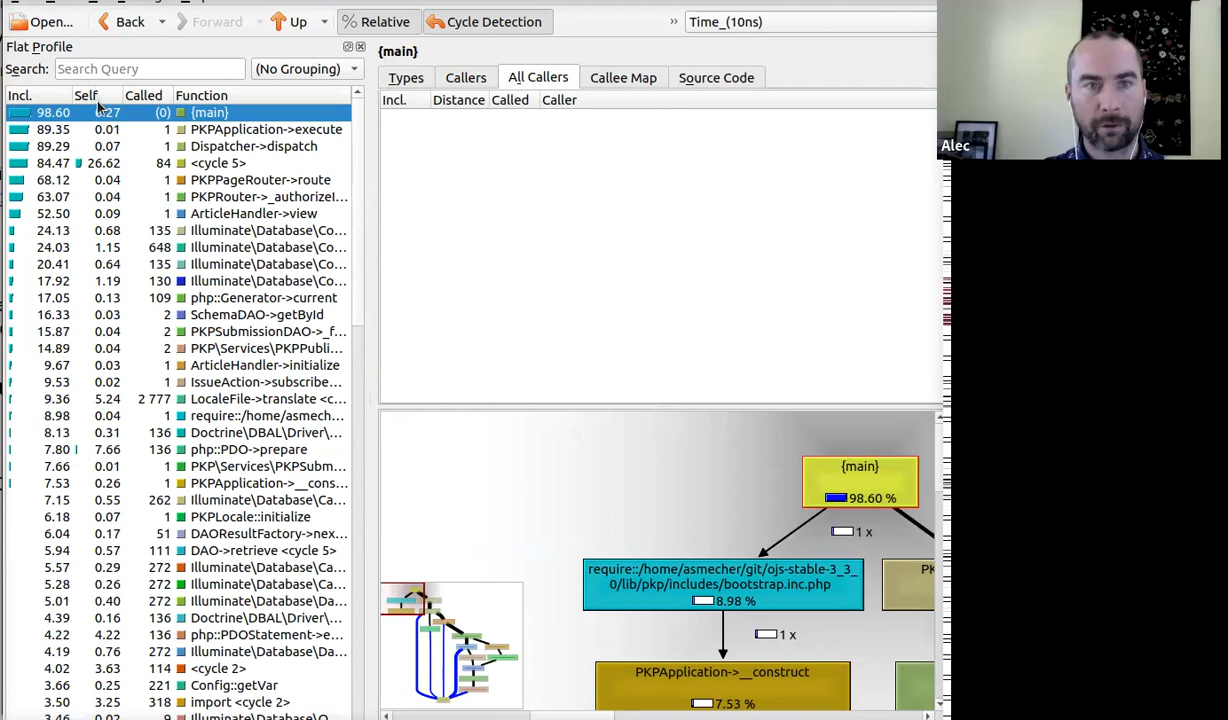 Open... Back Forward Up Relative Cycle Detection » Time_(10ns)
Flat Profile
Search: Search Query (No Grouping)
Incl. Self Called Function
98.60 0.27 (0) {main}
89.35 0.01 1 PKPApplication->execute
89.29 0.07 1 Dispatcher->dispatch
84.47 26.62 84 <cycle 5>
68.12 0.04 1 PKPPageRouter->route
63.07 0.04 1 PKPRouter->_authorizeI...
52.50 0.09 1 ArticleHandler->view
24.13 0.68 135 Illuminate\Database\Co...
24.03 1.15 648 Illuminate\Database\Co...
20.41 0.64 135 Illuminate\Database\Co...
17.92 1.19 130 Illuminate\Database\Co...
17.05 0.13 109 php::Generator->current
16.33 0.03 2 SchemaDAO->getById
15.87 0.04 2 PKPSubmissionDAO->_f...
14.89 0.04 2 PKP\Services\PKPPubli...
9.67 0.03 1 ArticleHandler->initialize
9.53 0.02 1 IssueAction->subscribe...
9.36 5.24 2 777 LocaleFile->translate <c...
8.98 0.04 1 require::/home/asmech...
8.13 0.31 136 Doctrine\DBAL\Driver\...
7.80 7.66 136 php::PDO->prepare
7.66 0.01 1 PKP\Services\PKPSubm...
7.53 0.26 1 PKPApplication->__cons...
7.15 0.55 262 Illuminate\Database\Ca...
6.18 0.07 1 PKPLocale::initialize
6.04 0.17 51 DAOResultFactory->nex...
5.94 0.57 111 DAO->retrieve <cycle 5>
5.57 0.29 272 Illuminate\Database\Ca...
5.28 0.26 272 Illuminate\Database\Ca...
5.01 0.40 272 Illuminate\Database\Da...
4.39 0.16 136 Doctrine\DBAL\Driver\...
4.22 4.22 136 php::PDOStatement->e...
4.19 0.76 272 Illuminate\Database\Da...
4.02 3.63 114 <cycle 2>
3.66 0.25 221 Config::getVar
3.50 3.25 318 import <cycle 2>
3.46 0.02 9 Illuminate\Database\Q...
{main}
Types Callers All Callers Callee Map Source Code
Incl. Distance Called Caller
{main}
98.60 %
1 x
require::/home/asmecher/git/ojs-stable-3_3_
0/lib/pkp/includes/bootstrap.inc.php
8.98 %
PK
1 x
PKPApplication->__construct
7.53 %
Alec